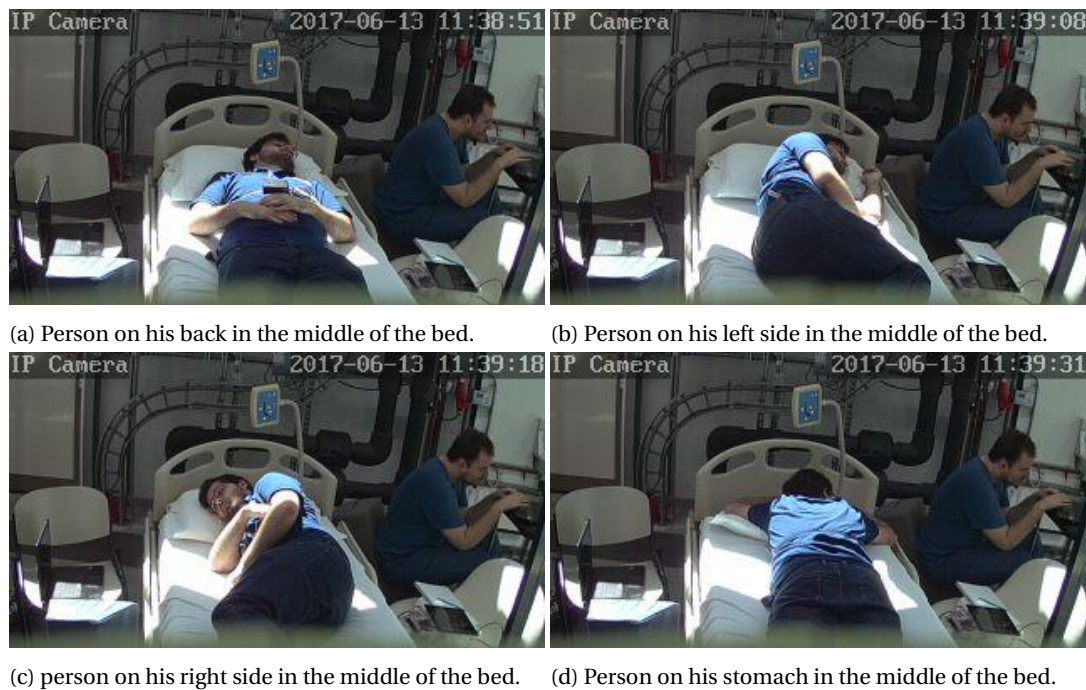 IP Camera 2017-06-13 11:38:51
IP Camera 2017-06-13 11:39:08
(a) Person on his back in the middle of the bed.
(b) Person on his left side in the middle of the bed.
IP Camera 2017-06-13 11:39:18
IP Camera 2017-06-13 11:39:31
(c) person on his right side in the middle of the bed.
(d) Person on his stomach in the middle of the bed.